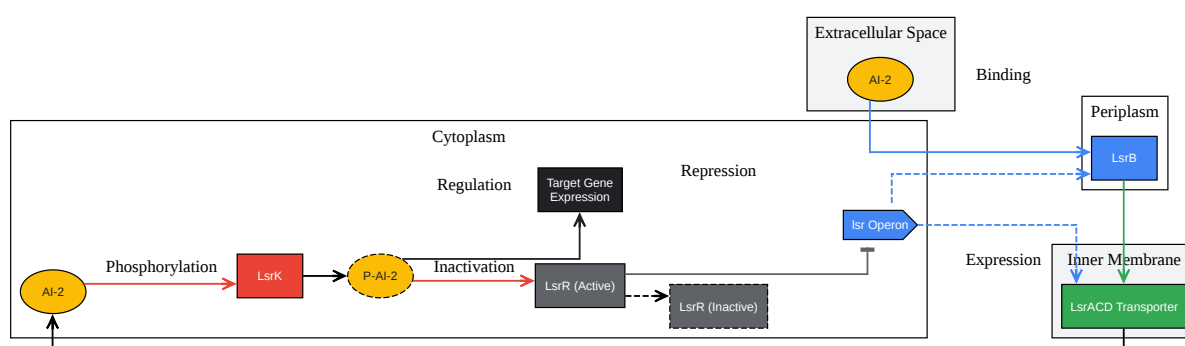 Extracellular Space
AI-2
Binding
Periplasm
LsrB
Cytoplasm
Repression
Regulation
Target Gene
Expression
lsr Operon
Expression
Inner Membrane
LsrACD Transporter
Phosphorylation
LsrK
P-AI-2
Inactivation
LsrR (Active)
LsrR (Inactive)
AI-2